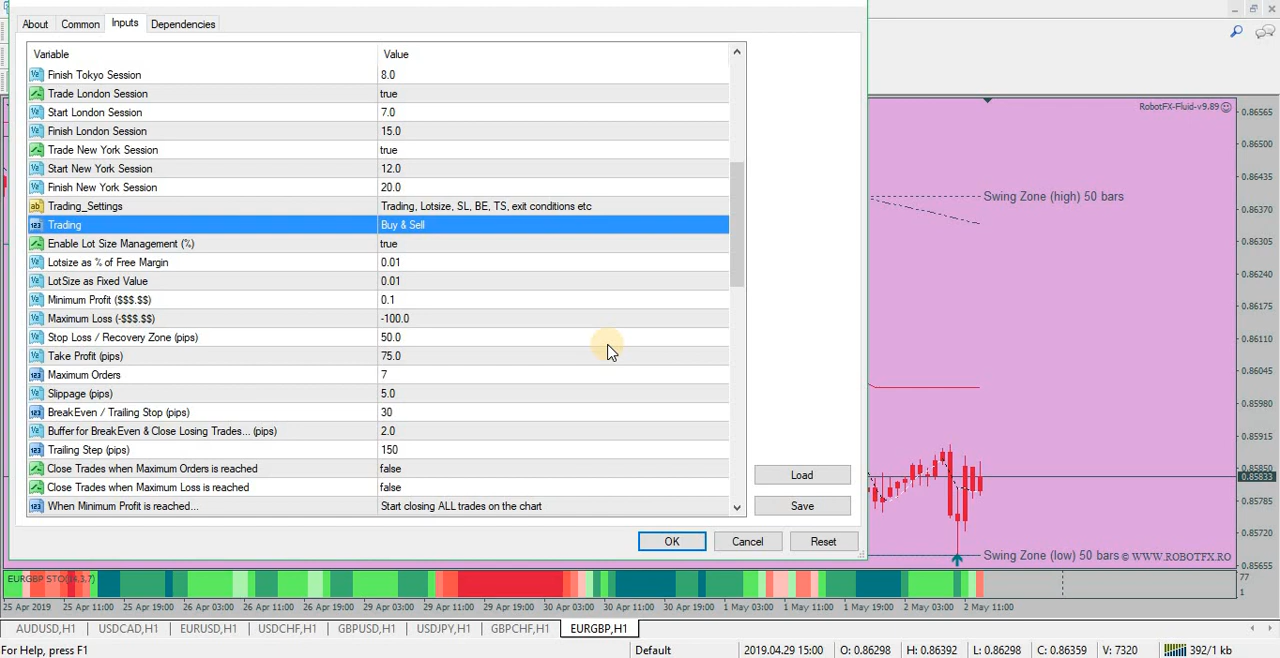 About Common Inputs Dependencies
Variable Value
Finish Tokyo Session 8.0
Trade London Session true
Start London Session 7.0
Finish London Session 15.0
Trade New York Session true
Start New York Session 12.0
Finish New York Session 20.0
Trading_Settings Trading, Lotsize, SL, BE, TS, exit conditions etc
Trading Buy & Sell
Enable Lot Size Management (%) true
Lotsize as % of Free Margin 0.01
LotSize as Fixed Value 0.01
Minimum Profit ($$$.$$) 0.1
Maximum Loss (-$$$.$$) -100.0
Stop Loss / Recovery Zone (pips) 50.0
Take Profit (pips) 75.0
Maximum Orders 7
Slippage (pips) 5.0
BreakEven / Trailing Stop (pips) 30
Buffer for BreakEven & Close Losing Trades... (pips) 2.0
Trailing Step (pips) 150
Close Trades when Maximum Orders is reached false
Close Trades when Maximum Loss is reached false
When Minimum Profit is reached... Start closing ALL trades on the chart
Load
Save
OK Cancel Reset
RobotFX-Fluid-v9.89
Swing Zone (high) 50 bars
Swing Zone (low) 50 bars © WWW.ROBOTFX.RO
0.86565
0.86500
0.86435
0.86370
0.86305
0.86240
0.86175
0.86110
0.86045
0.85980
0.85915
0.85850
0.85833
0.85785
0.85720
0.85655
EURGBP STO(14,3,7)
77
1
25 Apr 2019 25 Apr 11:00 25 Apr 19:00 26 Apr 03:00 26 Apr 11:00 26 Apr 19:00 29 Apr 03:00 29 Apr 11:00 29 Apr 19:00 30 Apr 03:00 30 Apr 11:00 30 Apr 19:00 1 May 03:00 1 May 11:00 1 May 19:00 2 May 03:00 2 May 11:00
AUDUSD,H1 USDCAD,H1 EURUSD,H1 USDCHF,H1 GBPUSD,H1 USDJPY,H1 GBPCHF,H1 EURGBP,H1
For Help, press F1 Default 2019.04.29 15:00 O: 0.86298 H: 0.86392 L: 0.86298 C: 0.86359 V: 7320 392/1 kb